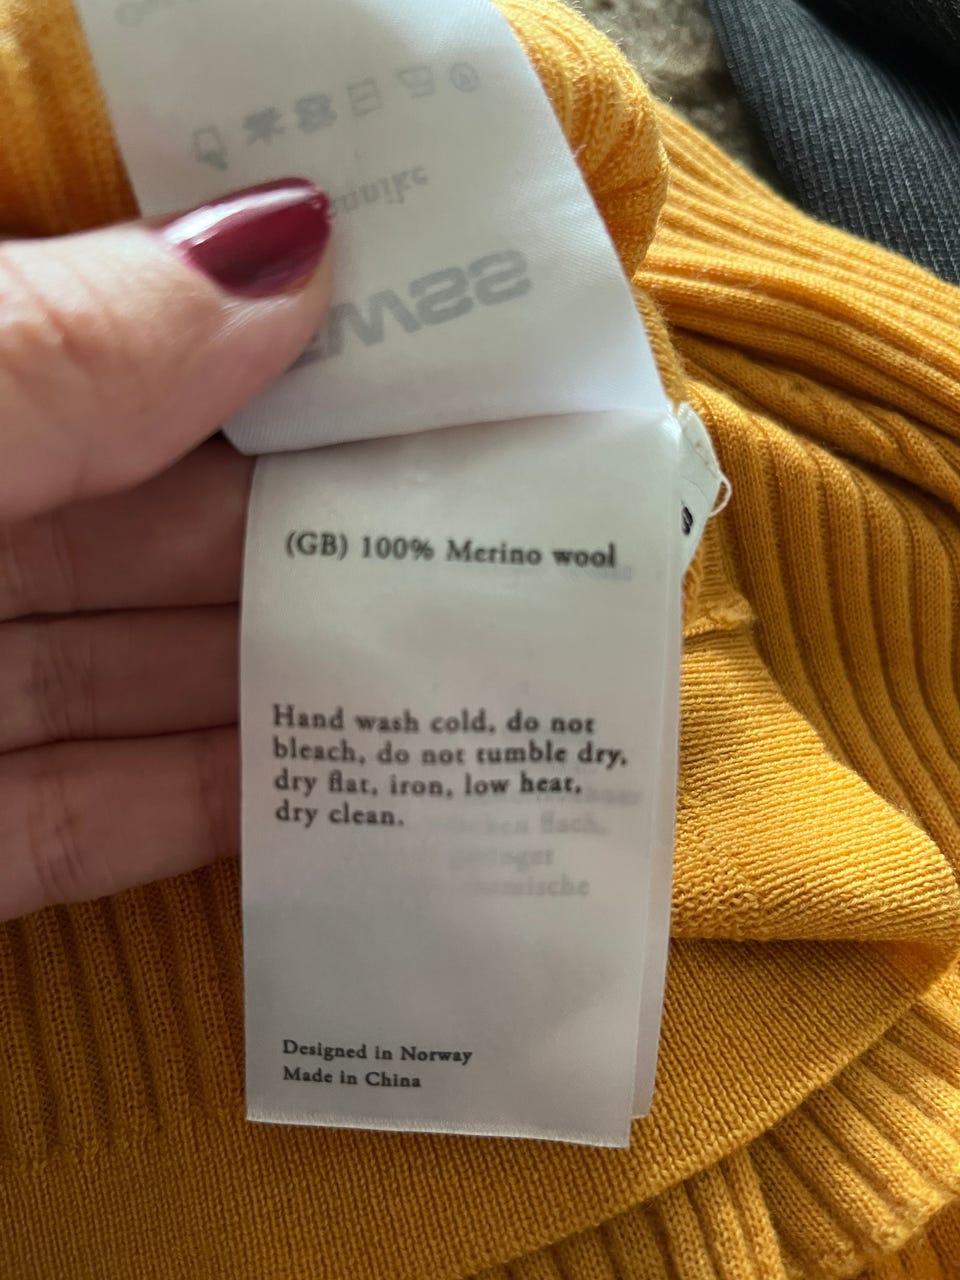 (GB) 100% Merino wool
Hand wash cold, do not
bleach, do not tumble dry,
dry flat, iron, low heat,
dry clean.
Designed in Norway
Made in China